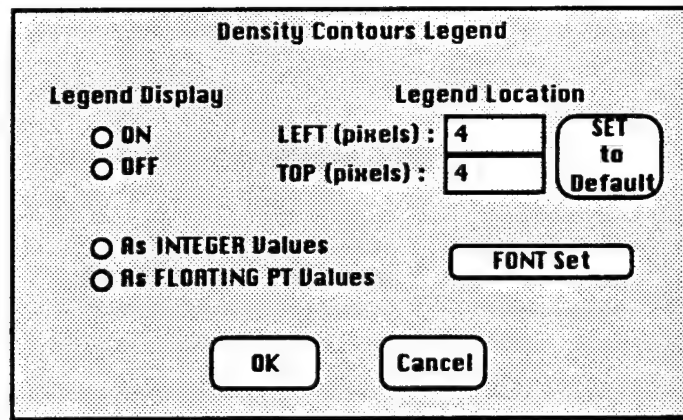 Density Contours Legend
Legend Display
ON
OFF
Legend Location
LEFT (pixels) : 4
TOP (pixels) : 4
SET
to
Default
As INTEGER Values
As FLOATING PT Values
FONT Set
OK
Cancel